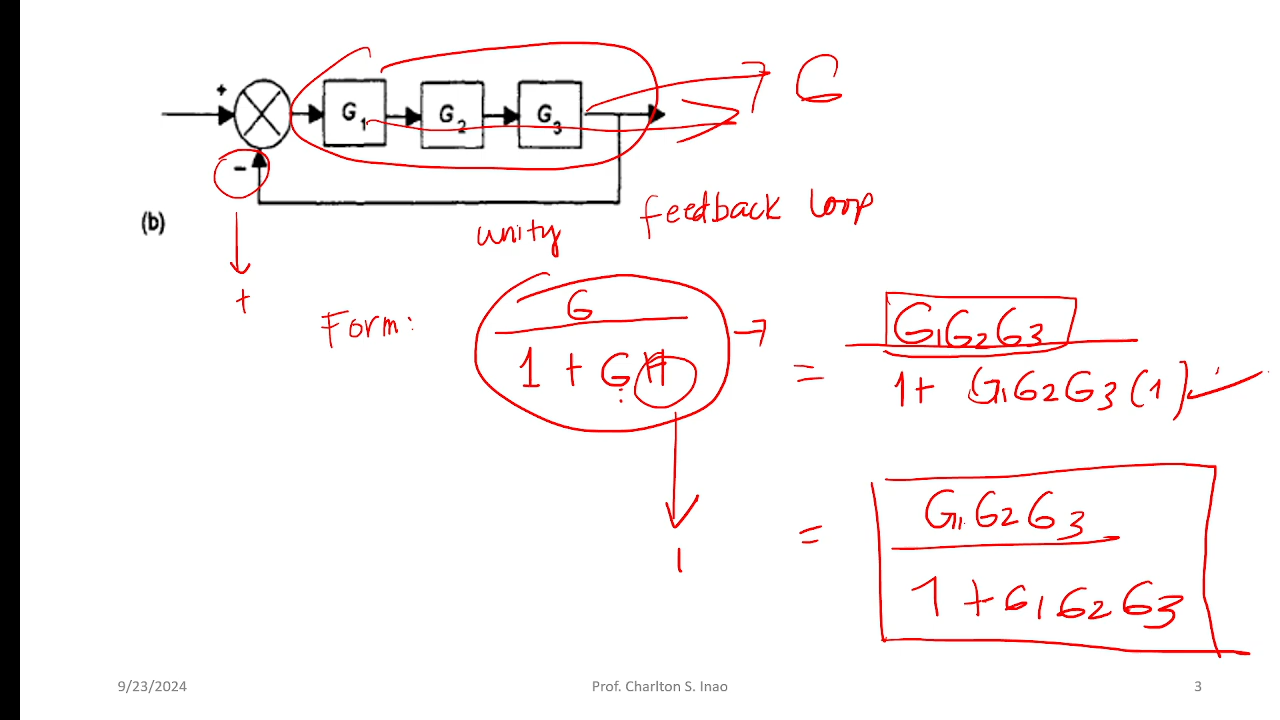 +
G1 G2 G3
7 G
-
(b)
feedback loop
unity
+
Form:
G
1 + GH
→
= G1G2G3
1 + G1G2G3(1)
1
= G1G2G3
1 + G1G2G3
9/23/2024
Prof. Charlton S. Inao
3